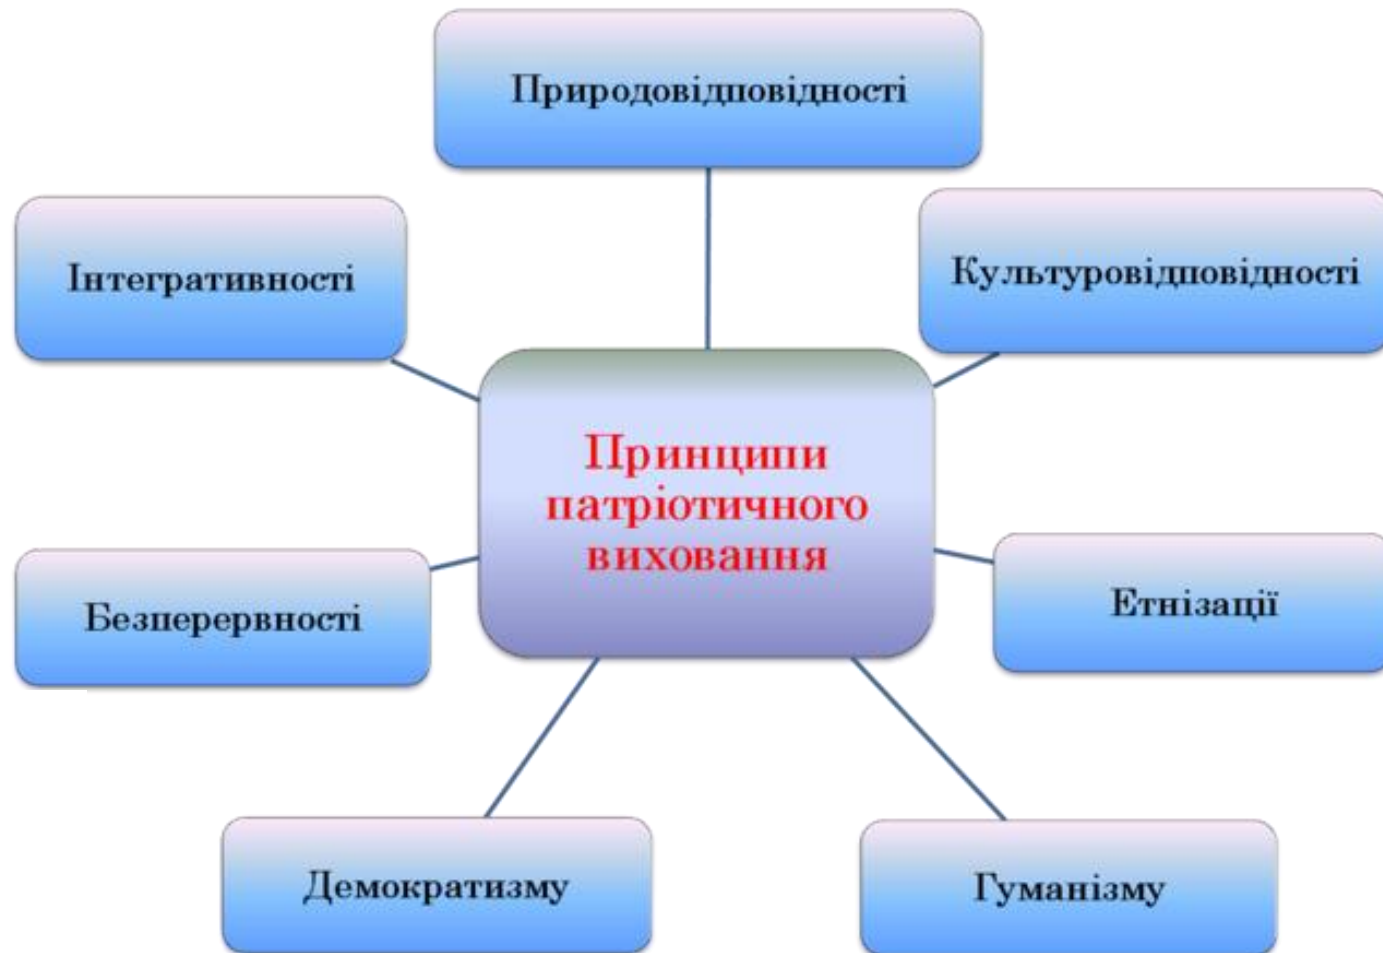 Природовідповідності
Інтегративності
Культуровідповідності
Принципи
патріотичного
виховання
Безперервності
Етнізації
Демократизму
Гуманізму